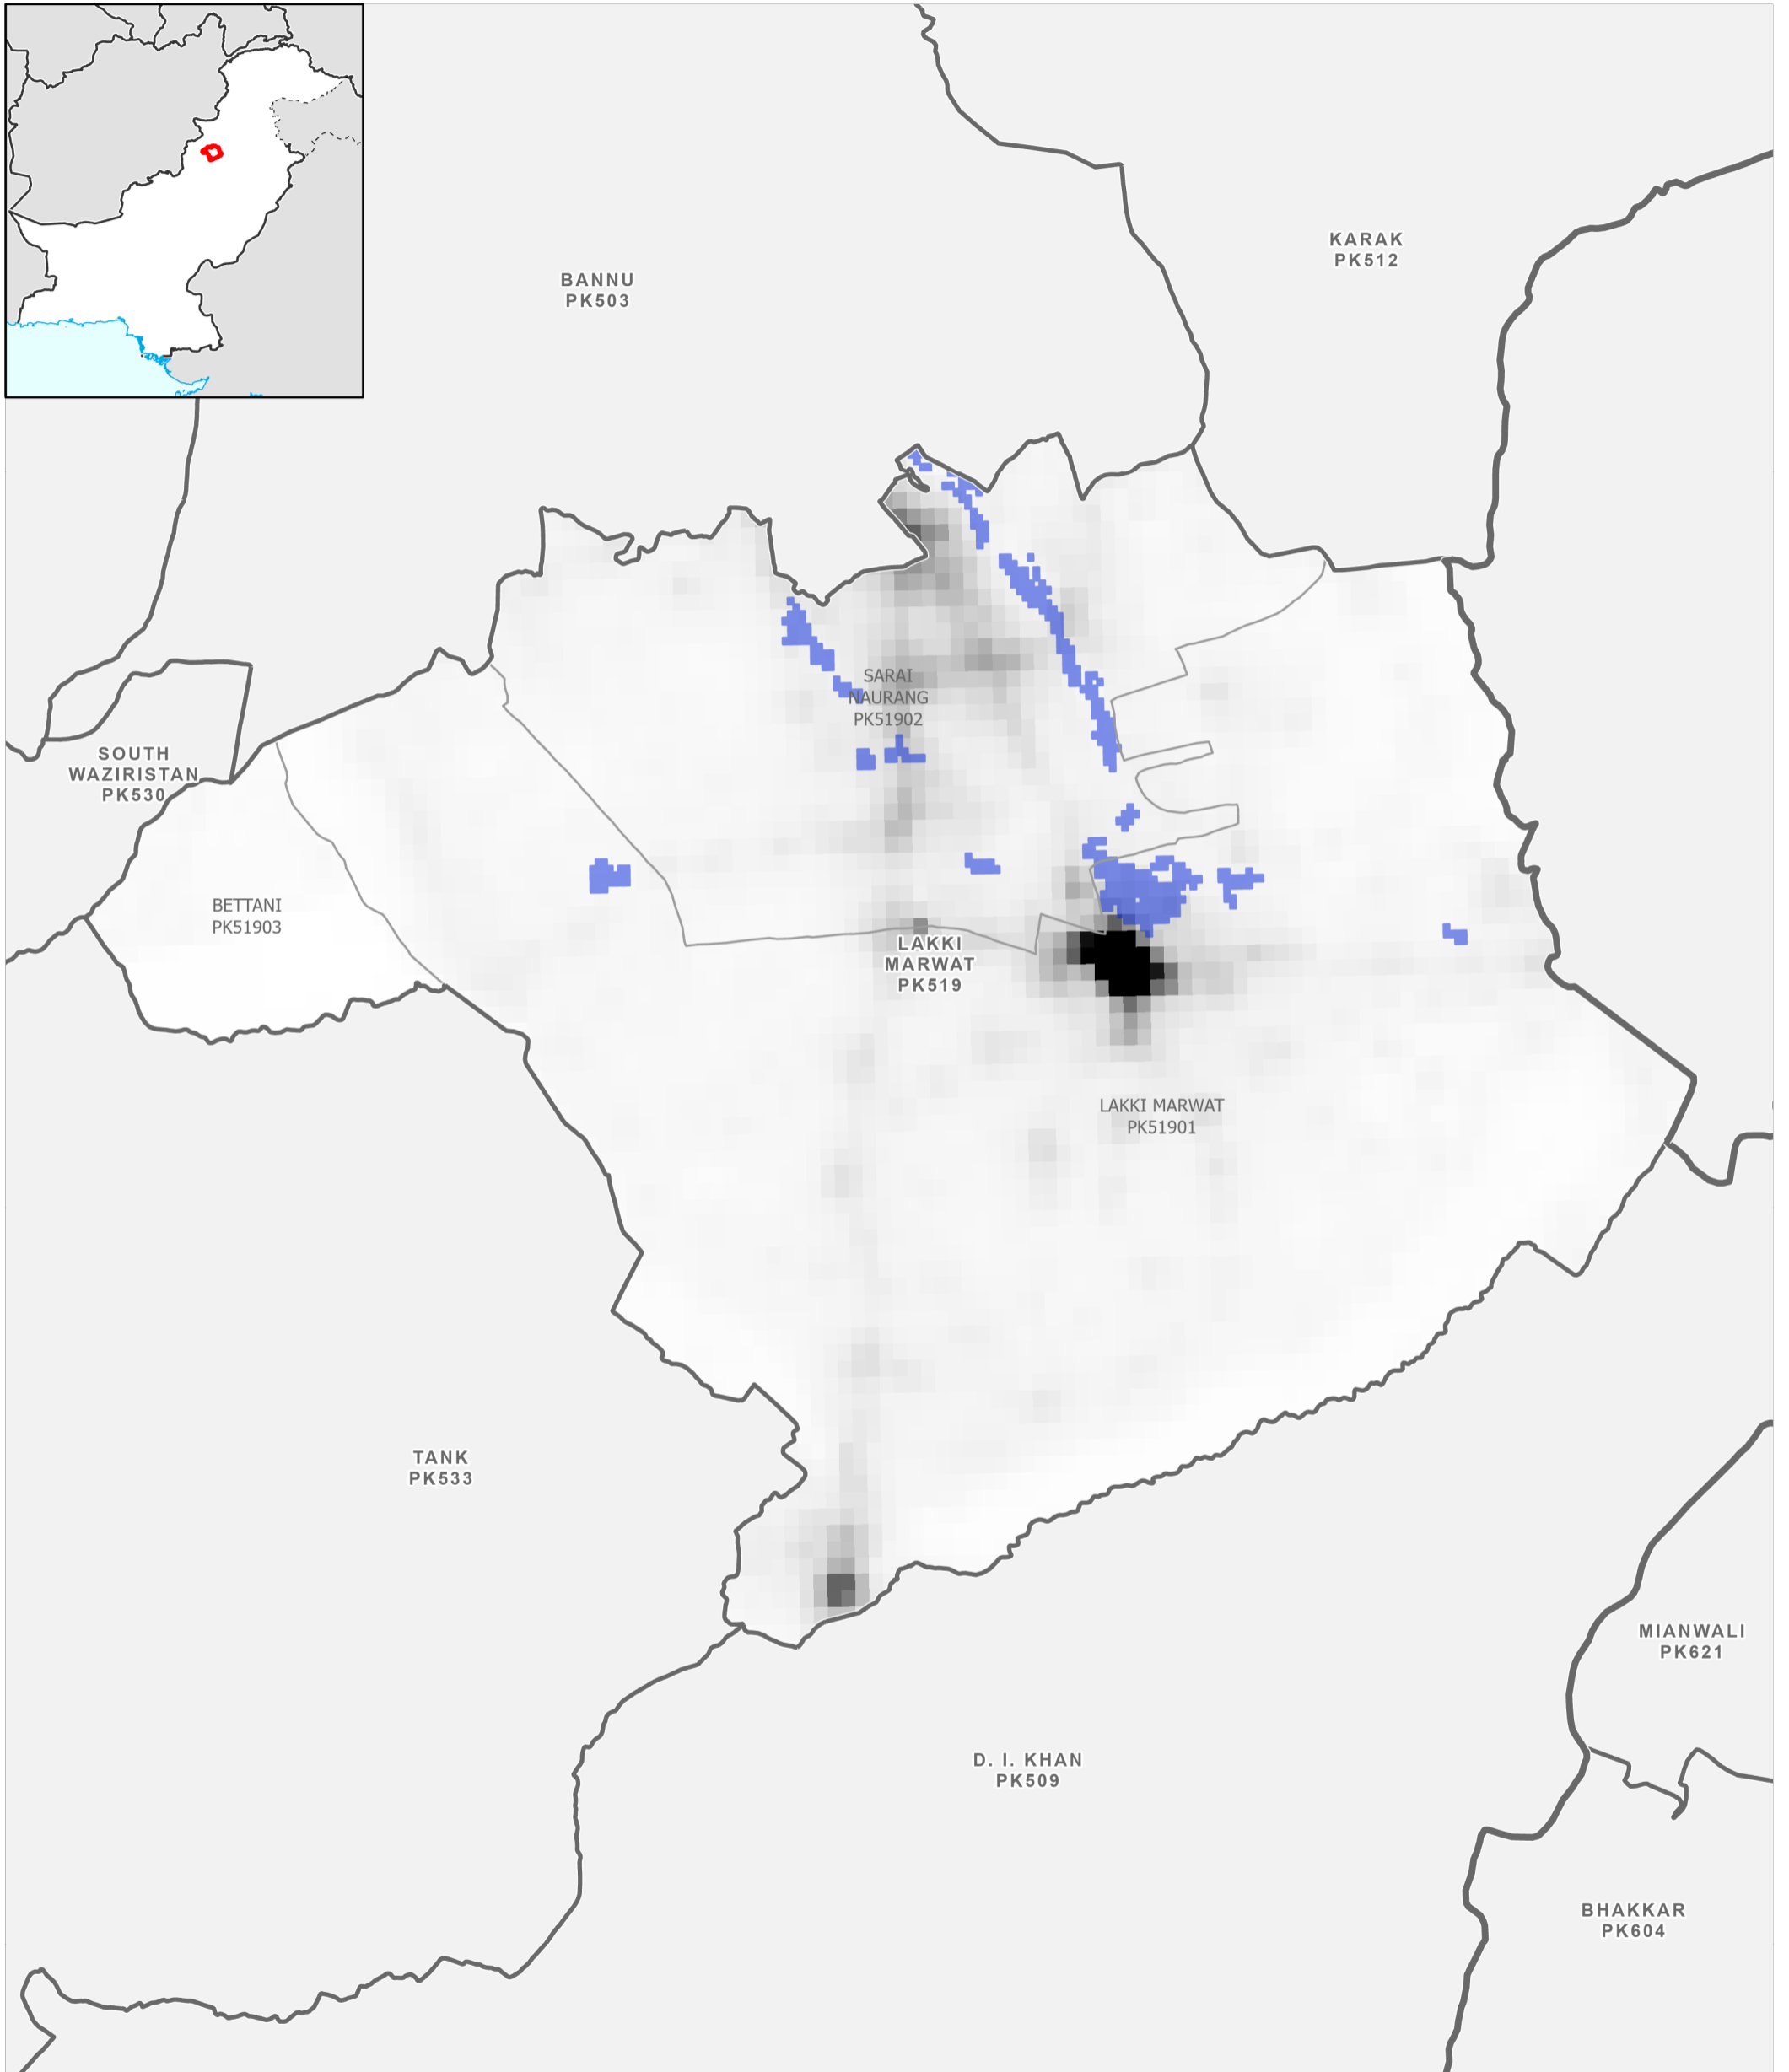 KARAK
PK512
BANNU
PK503
SARAI
NAURANG
PK51902
SOUTH
WAZIRISTAN
PK530
BETTANI
PK51903
LAKKI
MARWAT
PK519
LAKKI MARWAT
PK51901
TANK
PK533
MIANWALI
PK621
D. I. KHAN
PK509
BHAKKAR
PK604